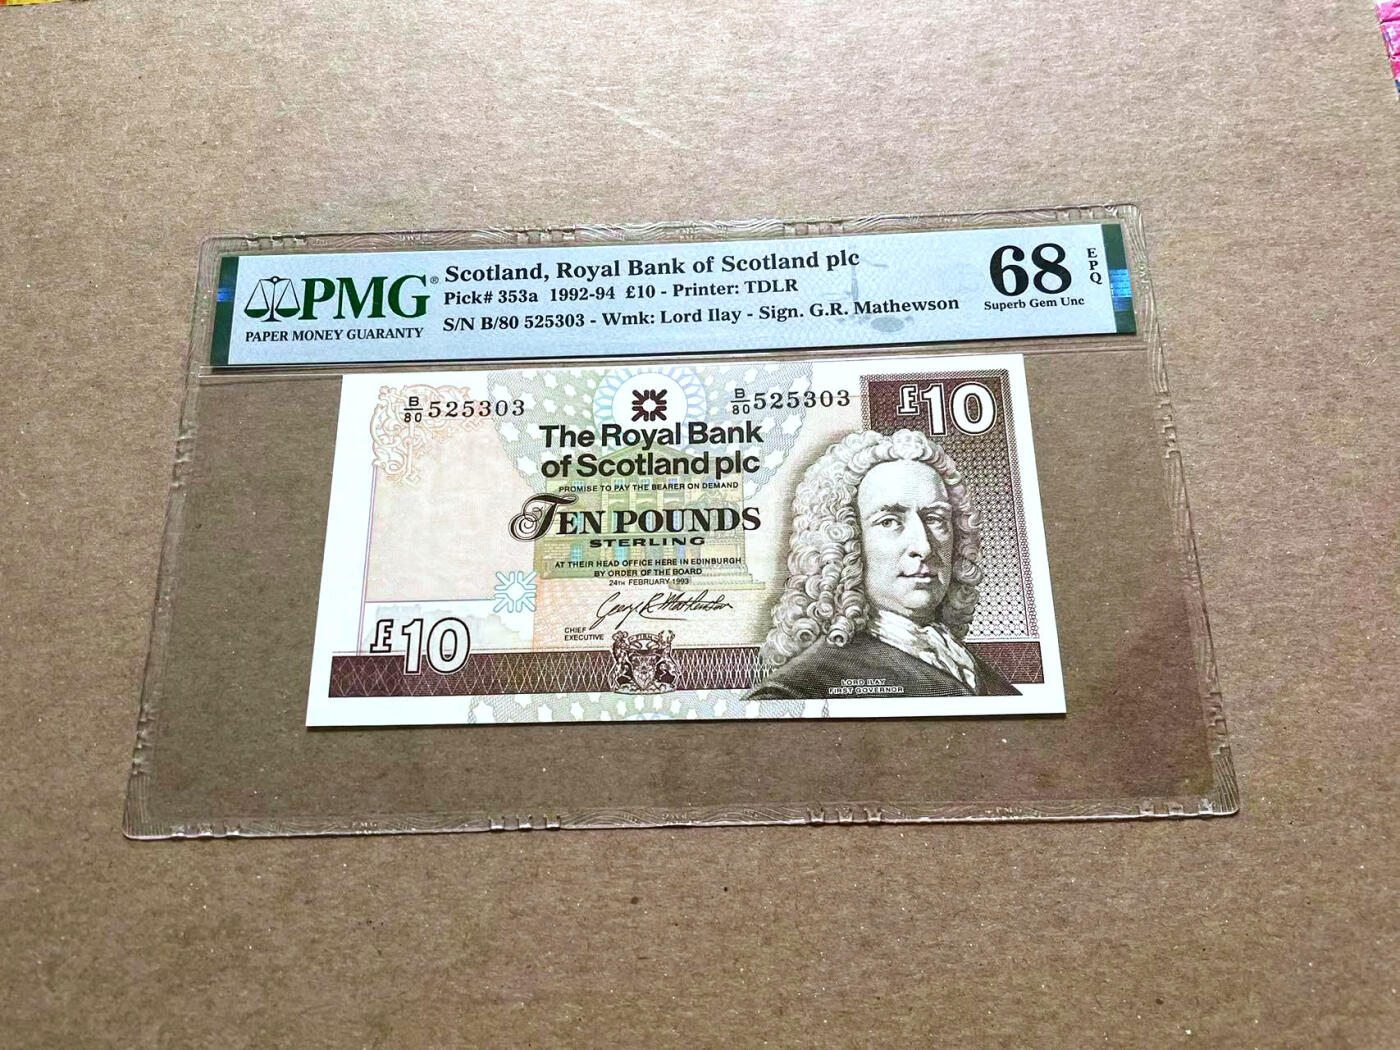 PMG®
PAPER MONEY GUARANTY
Scotland, Royal Bank of Scotland plc
Pick# 353a 1992-94 £10 - Printer: TDLR
S/N B/80 525303 - Wmk: Lord Ilay - Sign. G.R. Mathewson
68
EPQ
Superb Gem Unc
B/80 525303
B/80 525303
£10
The Royal Bank
of Scotland plc
PROMISE TO PAY THE BEARER ON DEMAND
TEN POUNDS
STERLING
AT THEIR HEAD OFFICE HERE IN EDINBURGH
BY ORDER OF THE BOARD
24TH FEBRUARY 1993
George R Mathewson
CHIEF
EXECUTIVE
£10
FIRM
LORD ILAY
FIRST GOVERNOR